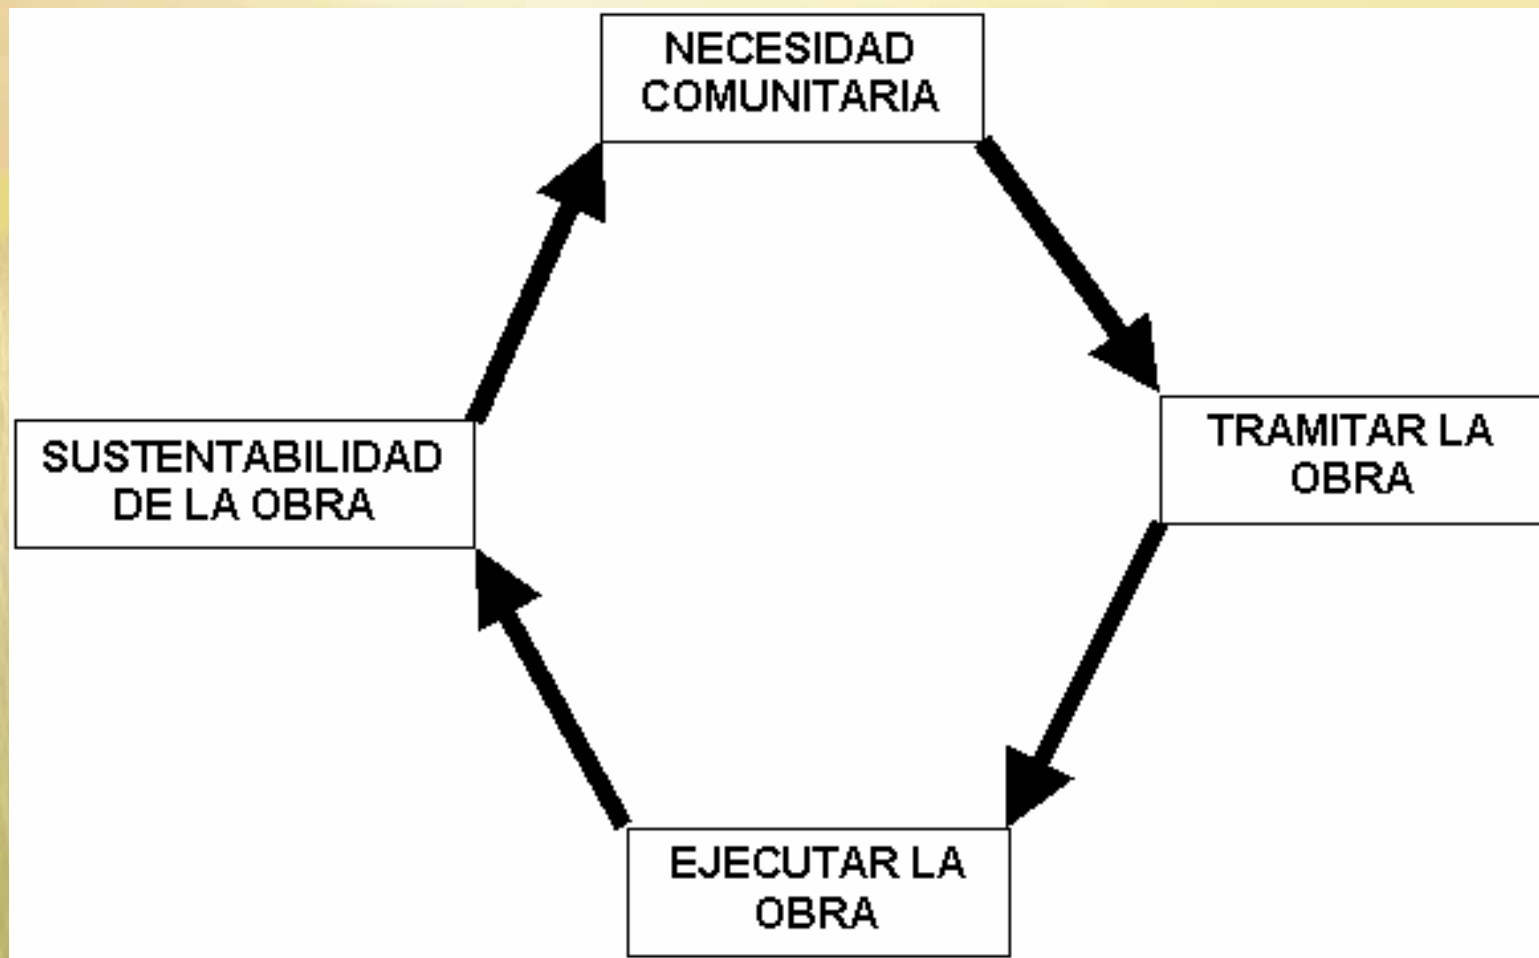 NECESIDAD
COMUNITARIA
TRAMITAR LA
OBRA
EJECUTAR LA
OBRA
SUSTENTABILIDAD
DE LA OBRA